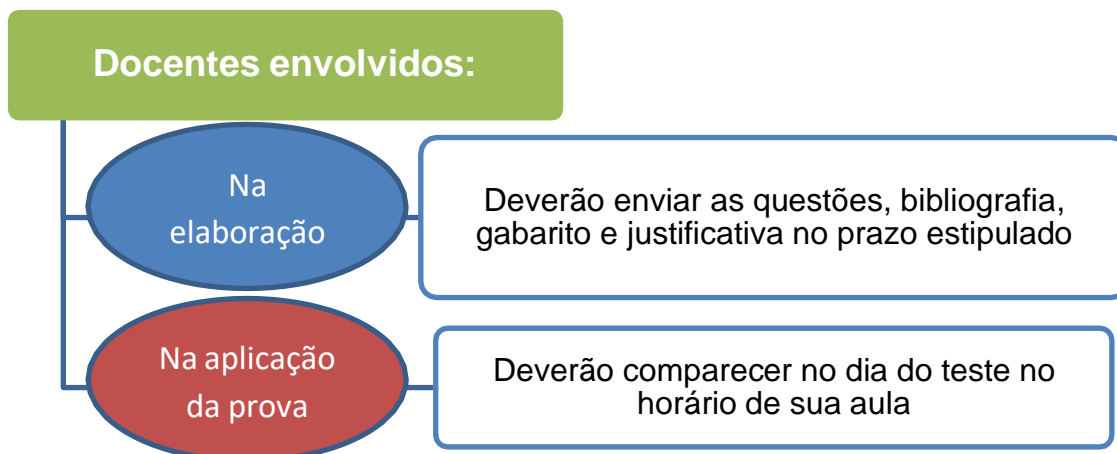 Docentes envolvidos:
Na
elaboração
Deverão enviar as questões, bibliografia,
gabarito e justificativa no prazo estipulado
Na aplicação
da prova
Deverão comparecer no dia do teste no
horário de sua aula